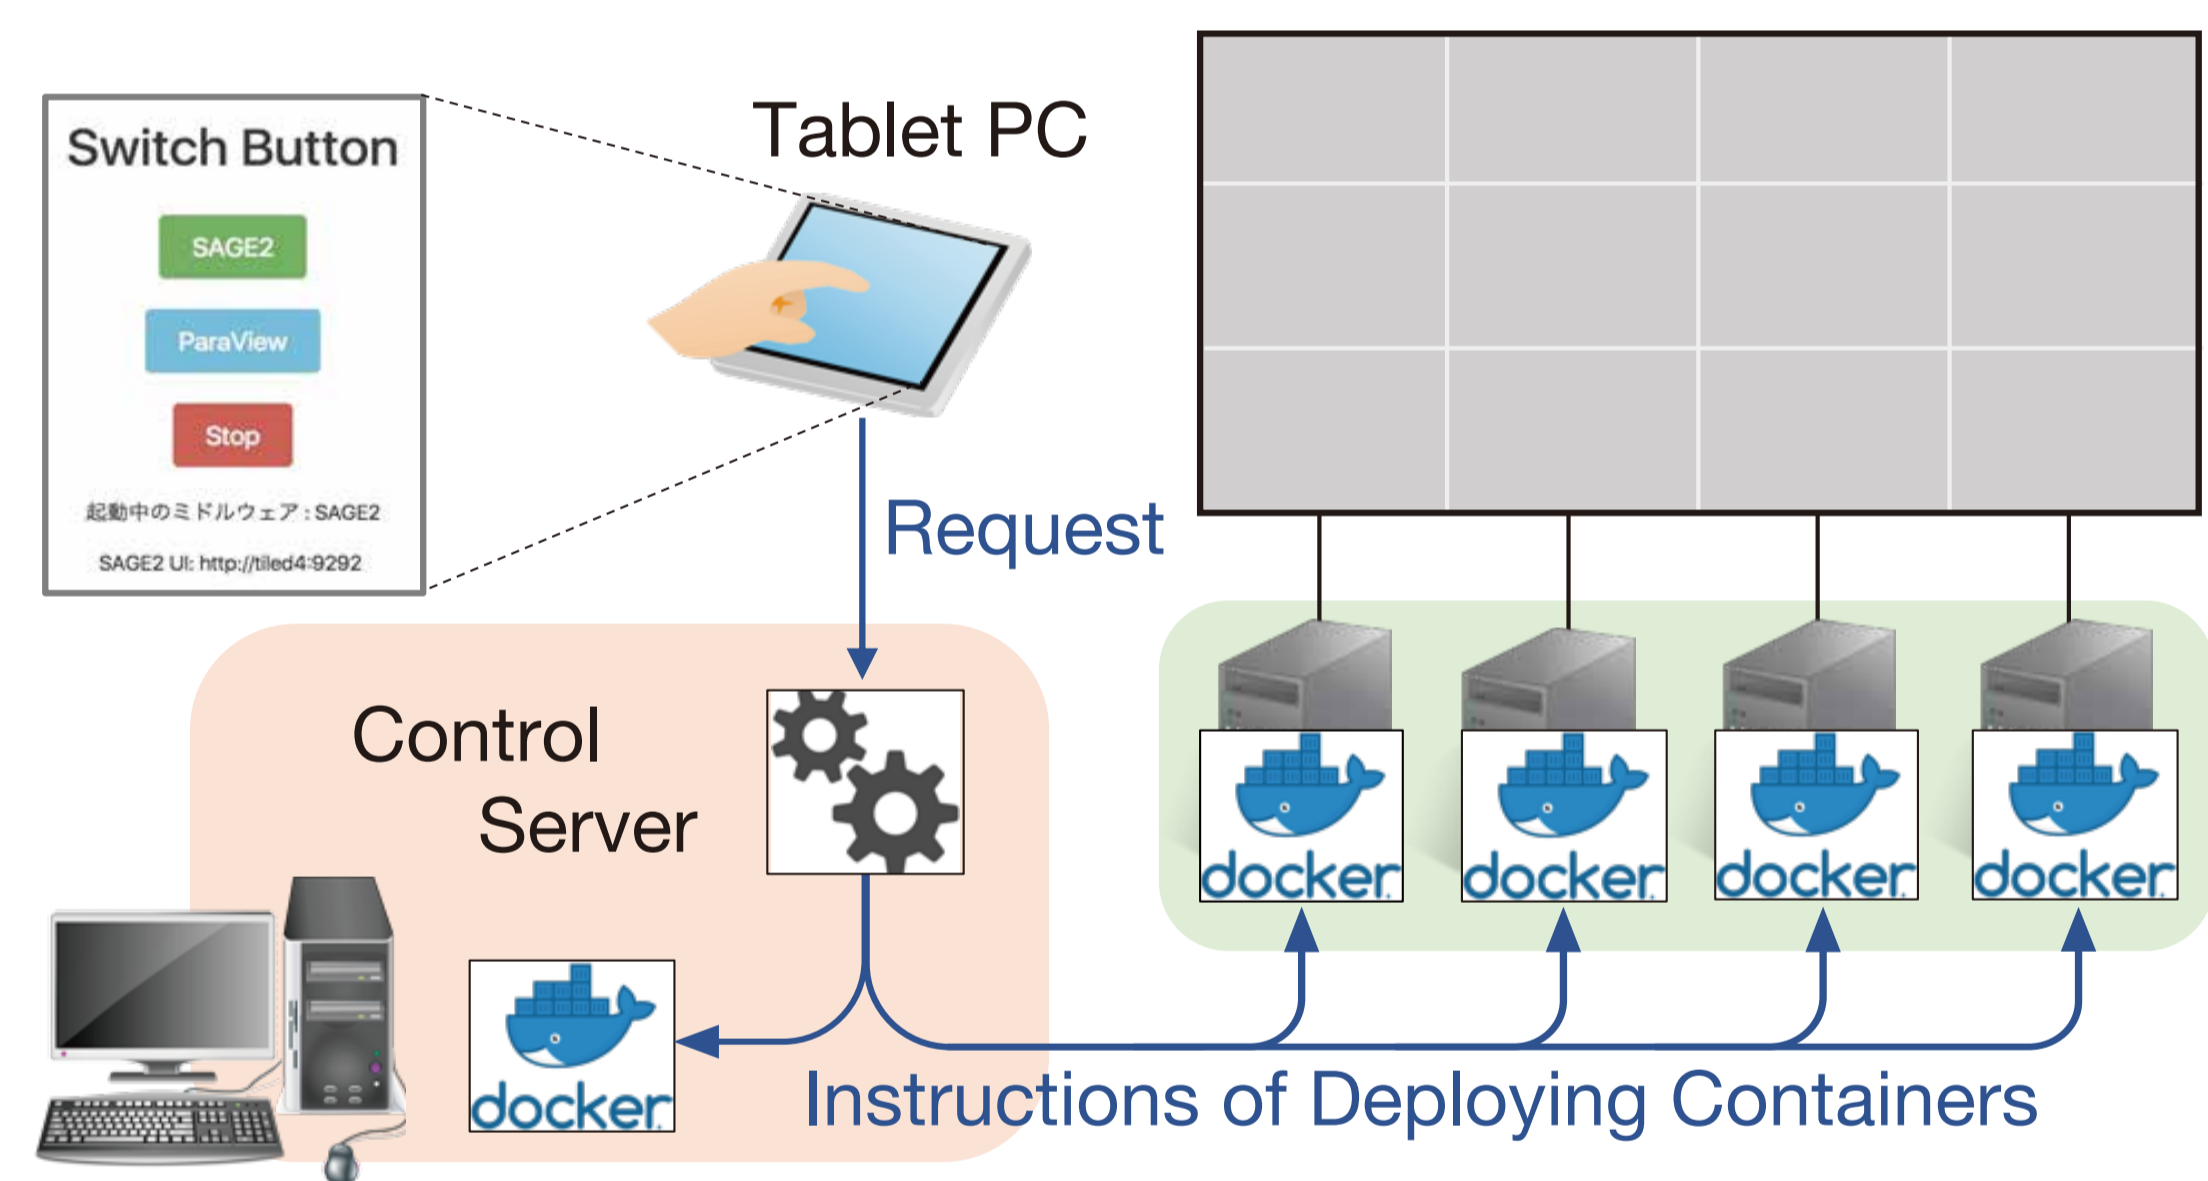 Switch Button
SAGE2
ParaView
Stop
起動中のミドルウェア : SAGE2
SAGE2 UI: http://tiled4:9292
Tablet PC
Request
Control
Server
docker
docker
docker
docker
docker
Instructions of Deploying Containers